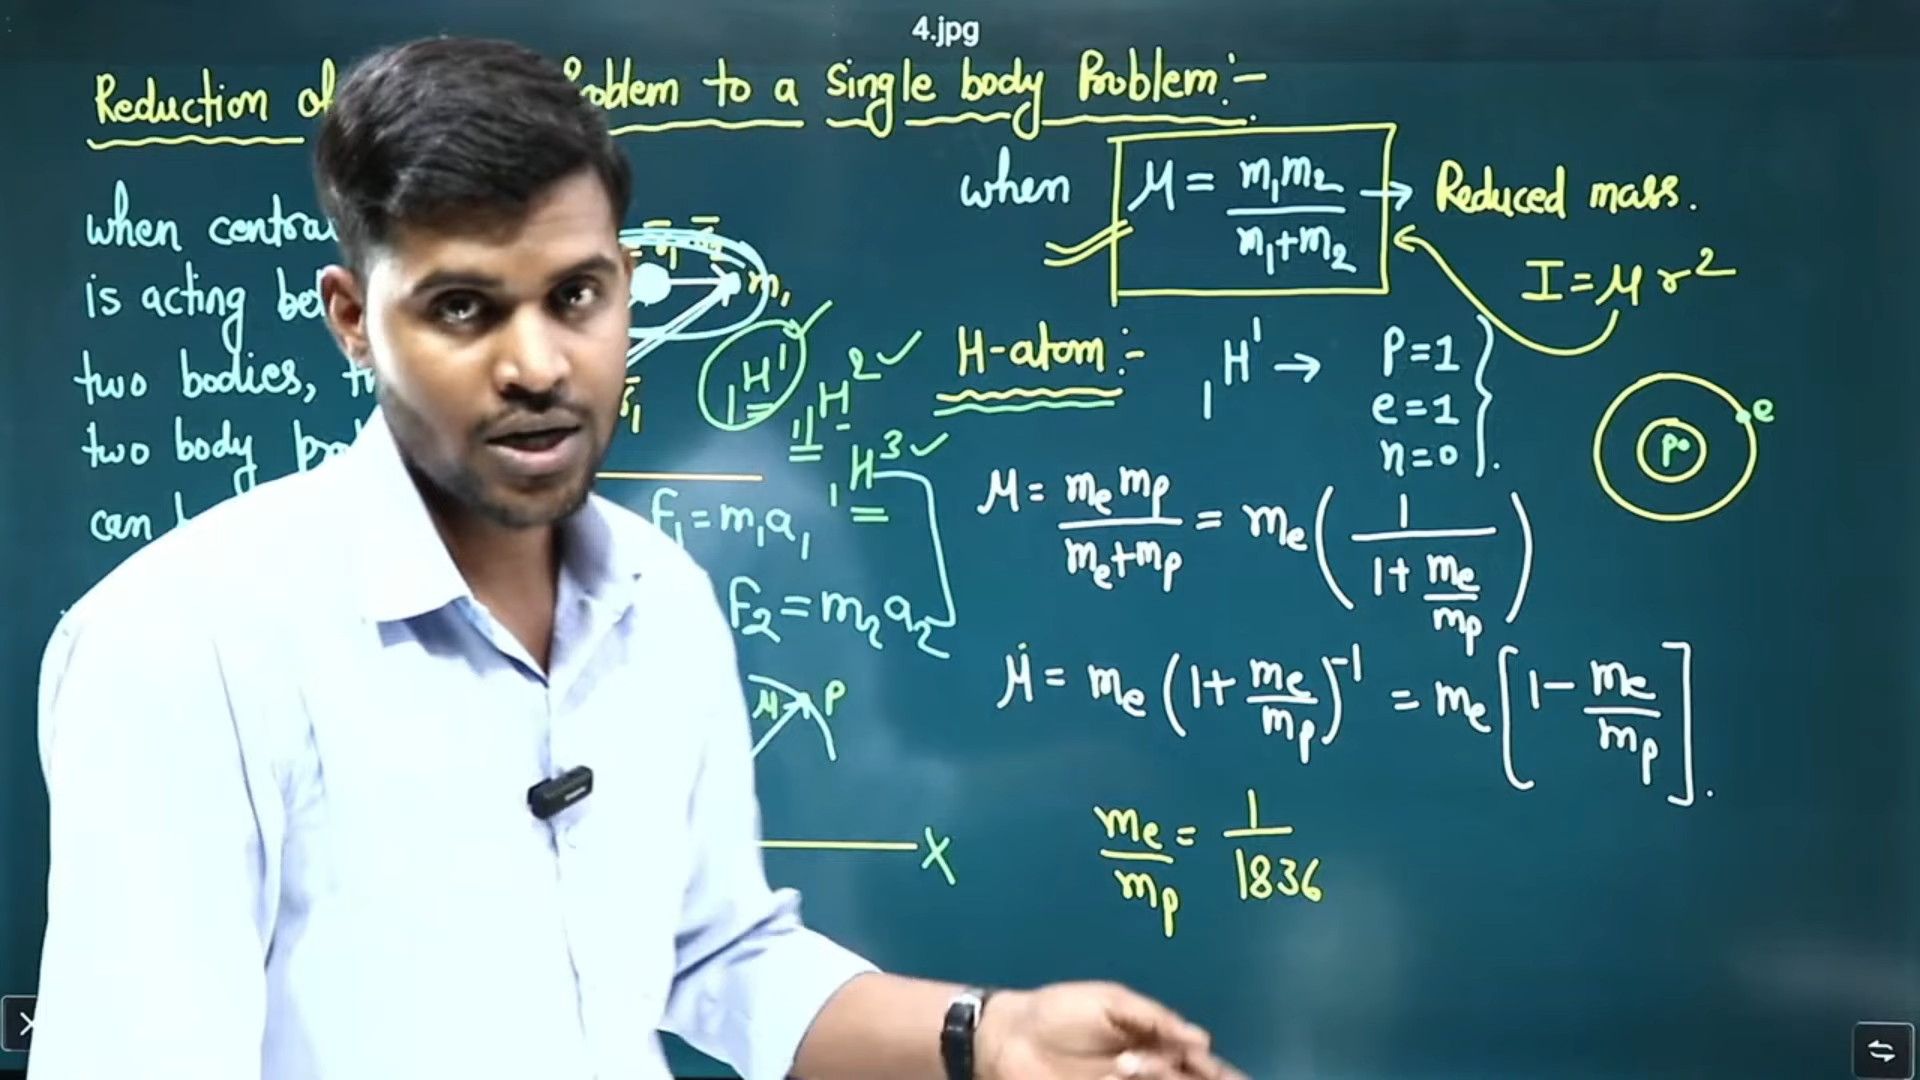 4.jpg
Reduction of Problem to a Single body Problem:-
when central
is acting
two bodies,
two body
can
m₁
₁H¹ ✓
₁H² ✓
₁H³ ✓
F₁ = m₁a₁
F₂ = m₂a₂
μ P
X
when μ = m₁m₂ / m₁+m₂ → Reduced mass.
I = μr²
H-atom:- ₁H¹ → P=1
e=1
n=0
e
P
μ = mₑmₚ / mₑ+mₚ = mₑ (1 / 1 + mₑ/mₚ)
μ = mₑ (1 + mₑ/mₚ)⁻¹ = mₑ [1 - mₑ/mₚ].
mₑ/mₚ = 1/1836